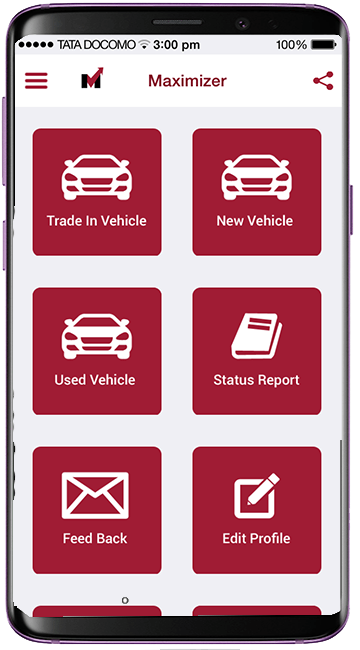 TATA DOCOMO 3:00 pm 100%
M Maximizer
Trade In Vehicle New Vehicle
Used Vehicle Status Report
Feed Back Edit Profile